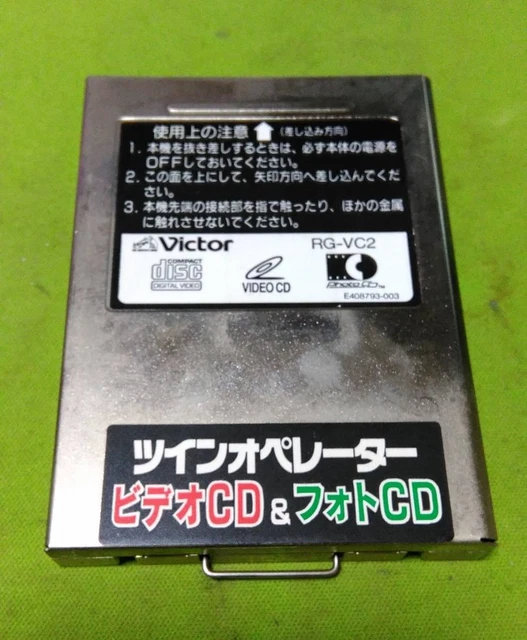 使用上の注意 (差し込み方向)
1. 本機を抜き差しするときは、必ず本体の電源を
OFFしておいてください。
2. この面を上にして、矢印方向へ差し込んでくだ
さい。
3. 本機先端の接続部を指で触ったり、ほかの金属
に触れさせないでください。
Victor RG-VC2
COMPACT
disc
DIGITAL VIDEO
VIDEO CD
Photo CD™
E408793-003
ツインオペレーター
ビデオCD & フォトCD